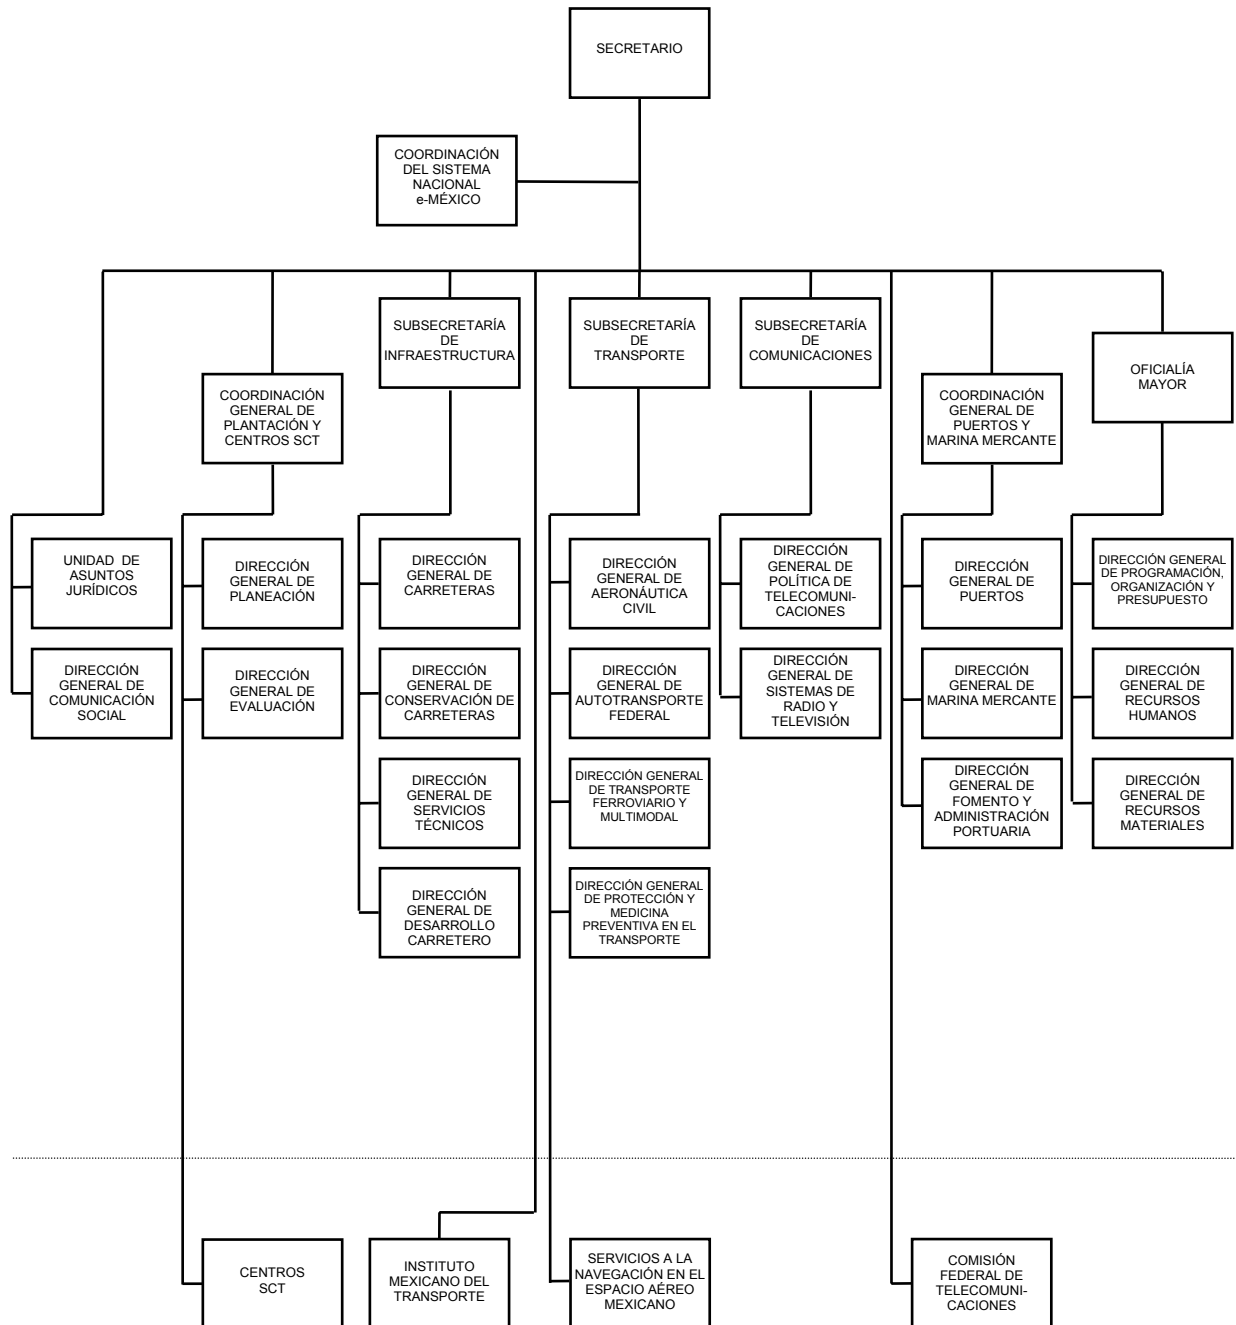 SECRETARIO
COORDINACIÓN
DEL SISTEMA
NACIONAL
e-MÉXICO
SUBSECRETARÍA
DE
INFRAESTRUCTURA
SUBSECRETARÍA
DE
TRANSPORTE
SUBSECRETARÍA
DE
COMUNICACIONES
OFICIALÍA
MAYOR
COORDINACIÓN
GENERAL DE
PLANTACIÓN Y
CENTROS SCT
COORDINACIÓN
GENERAL DE
PUERTOS Y
MARINA MERCANTE
UNIDAD DE
ASUNTOS
JURÍDICOS
DIRECCIÓN
GENERAL DE
PLANEACIÓN
DIRECCIÓN
GENERAL DE
CARRETERAS
DIRECCIÓN
GENERAL DE
AERONÁUTICA
CIVIL
DIRECCIÓN
GENERAL DE
POLÍTICA DE
TELECOMUNI-
CACIONES
DIRECCIÓN
GENERAL DE
PUERTOS
DIRECCIÓN GENERAL
DE PROGRAMACIÓN,
ORGANIZACIÓN Y
PRESUPUESTO
DIRECCIÓN
GENERAL DE
COMUNICACIÓN
SOCIAL
DIRECCIÓN
GENERAL DE
EVALUACIÓN
DIRECCIÓN
GENERAL DE
CONSERVACIÓN DE
CARRETERAS
DIRECCIÓN
GENERAL DE
AUTOTRANSPORTE
FEDERAL
DIRECCIÓN
GENERAL DE
SISTEMAS DE
RADIO Y
TELEVISIÓN
DIRECCIÓN
GENERAL DE
MARINA MERCANTE
DIRECCIÓN
GENERAL DE
RECURSOS
HUMANOS
DIRECCIÓN
GENERAL DE
SERVICIOS
TÉCNICOS
DIRECCIÓN GENERAL
DE TRANSPORTE
FERROVIARIO Y
MULTIMODAL
DIRECCIÓN
GENERAL DE
FOMENTO Y
ADMINISTRACIÓN
PORTUARIA
DIRECCIÓN
GENERAL DE
RECURSOS
MATERIALES
DIRECCIÓN
GENERAL DE
DESARROLLO
CARRETERO
DIRECCIÓN GENERAL
DE PROTECCIÓN Y
MEDICINA
PREVENTIVA EN EL
TRANSPORTE
CENTROS
SCT
INSTITUTO
MEXICANO DEL
TRANSPORTE
SERVICIOS A LA
NAVEGACIÓN EN EL
ESPACIO AÉREO
MEXICANO
COMISIÓN
FEDERAL DE
TELECOMUNI-
CACIONES